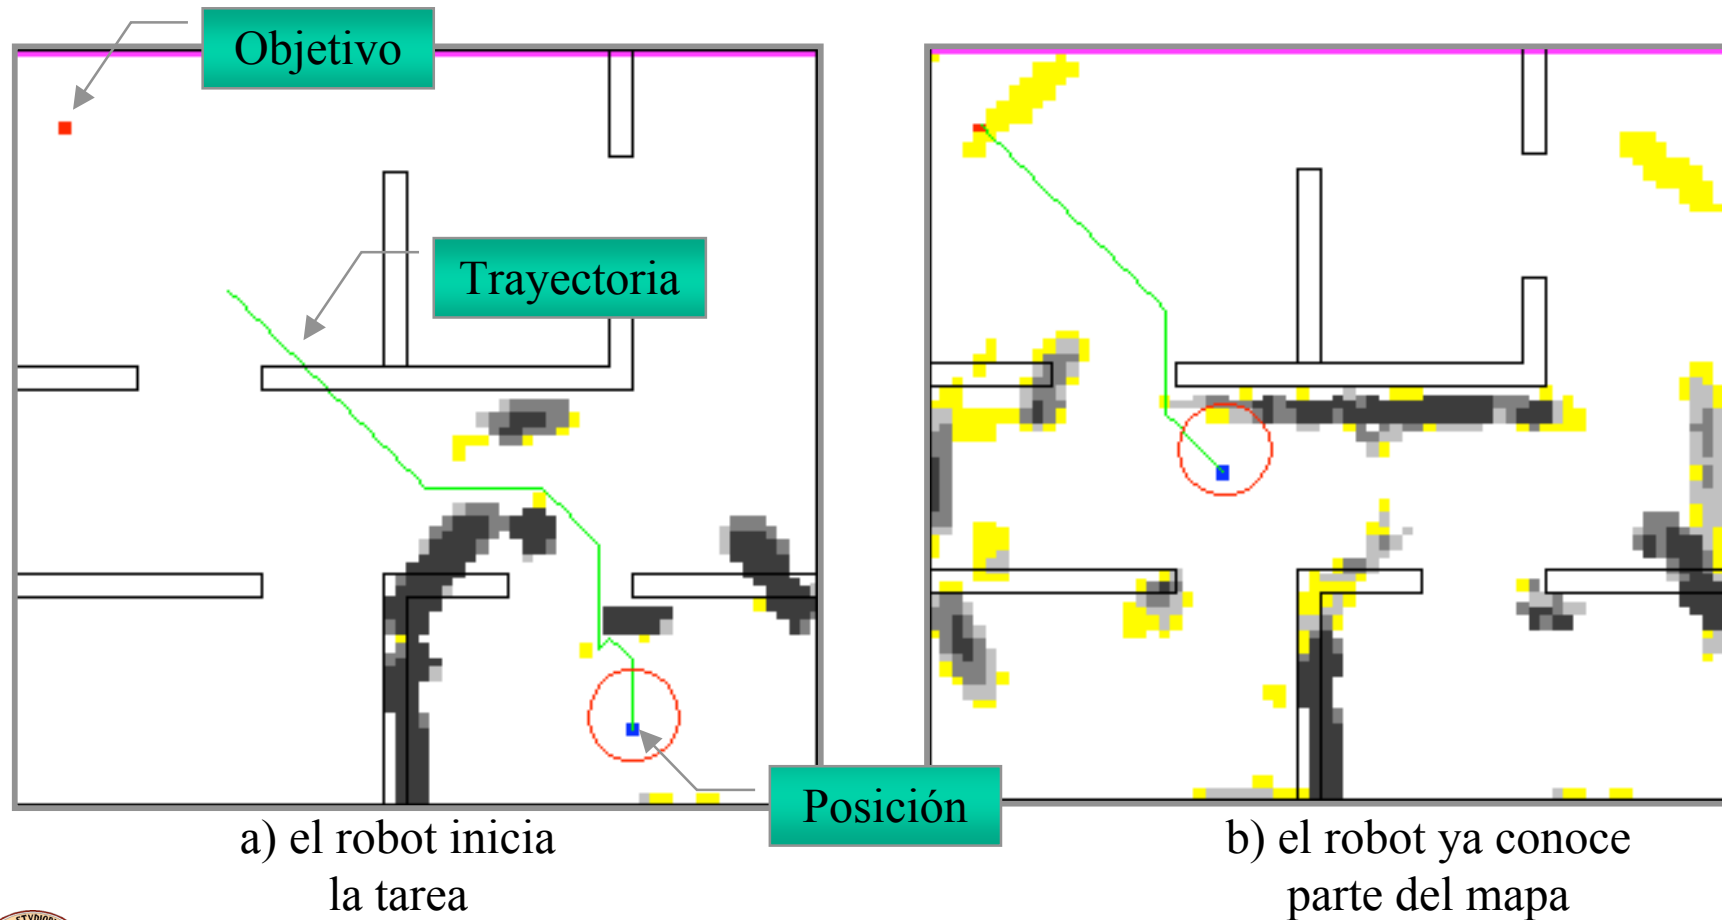 Objetivo
Trayectoria
Posición
a) el robot inicia
la tarea
b) el robot ya conoce
parte del mapa